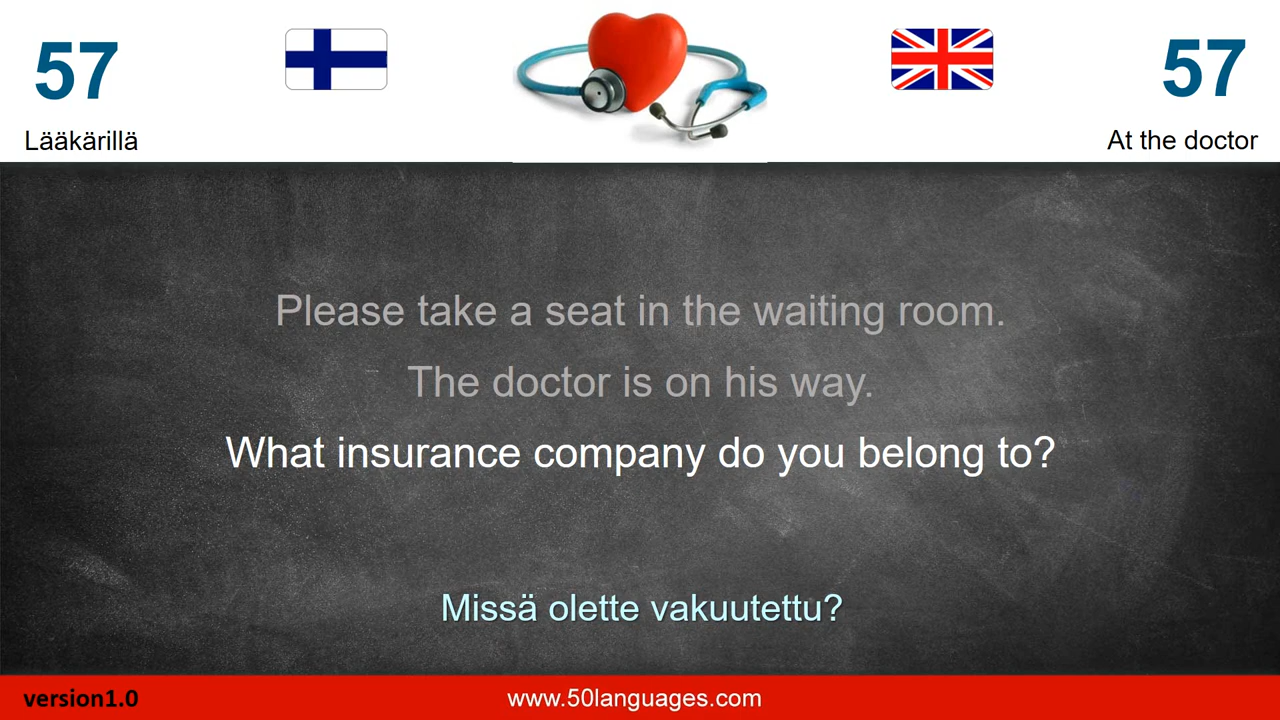 57
57
Lääkärillä
At the doctor
Please take a seat in the waiting room.
The doctor is on his way.
What insurance company do you belong to?
Missä olette vakuutettu?
version1.0
www.50languages.com